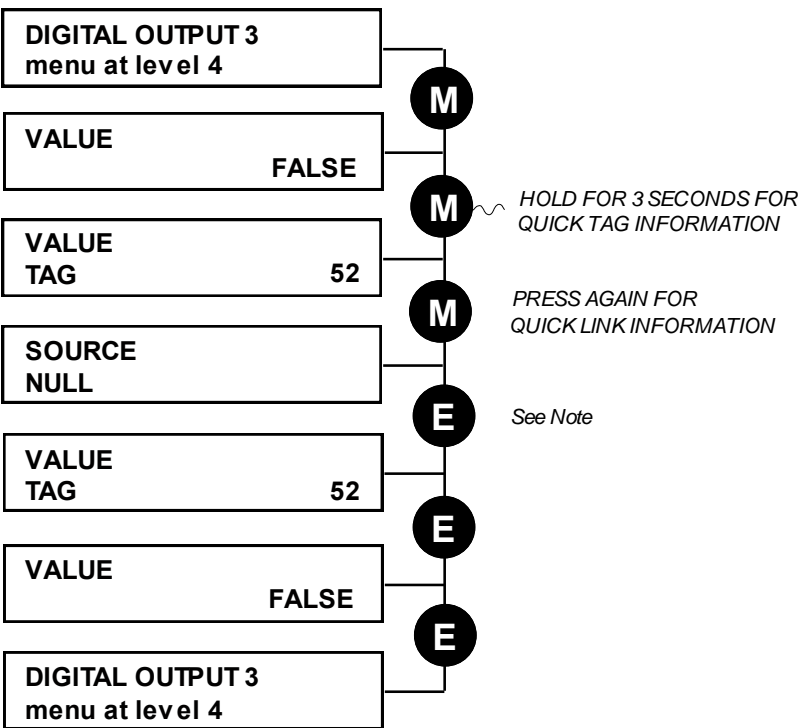 DIGITAL OUTPUT 3
menu at level 4
M
VALUE
FALSE
M
HOLD FOR 3 SECONDS FOR
QUICK TAG INFORMATION
VALUE
TAG 52
M
PRESS AGAIN FOR
QUICK LINK INFORMATION
SOURCE
NULL
E
See Note
VALUE
TAG 52
E
VALUE
FALSE
E
DIGITAL OUTPUT 3
menu at level 4